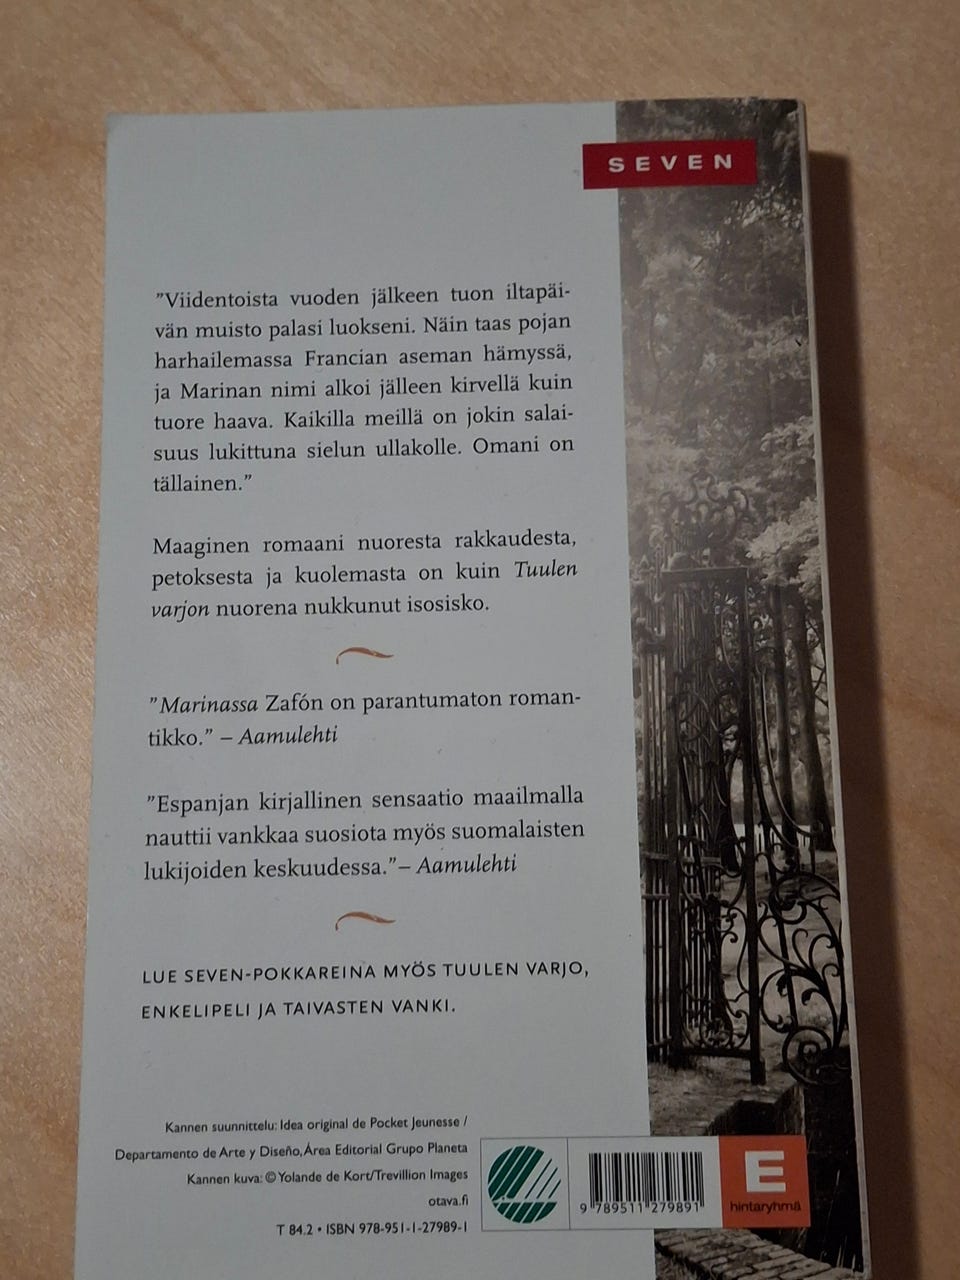 SEVEN
"Viidentoista vuoden jälkeen tuon iltapäi-
vän muisto palasi luokseni. Näin taas pojan
harhailemassa Francian aseman hämyssä,
ja Marinan nimi alkoi jälleen kirvellä kuin
tuore haava. Kaikilla meillä on jokin salai-
suus lukittuna sielun ullakolle. Omani on
tällainen."
Maaginen romaani nuoresta rakkaudesta,
petoksesta ja kuolemasta on kuin Tuulen
varjon nuorena nukkunut isosisko.
"Marinassa Zafón on parantumaton roman-
tikko." – Aamulehti
"Espanjan kirjallinen sensaatio maailmalla
nauttii vankkaa suosiota myös suomalaisten
lukijoiden keskuudessa."– Aamulehti
LUE SEVEN-POKKAREINA MYÖS TUULEN VARJO,
ENKELIPELI JA TAIVASTEN VANKI.
Kannen suunnittelu: Idea original de Pocket Jeunesse /
Departamento de Arte y Diseño, Área Editorial Grupo Planeta
Kannen kuva: © Yolande de Kort/Trevillion Images
otava.fi
T 84.2 • ISBN 978-951-1-27989-1
9 789511 279891
E
hintaryhmä